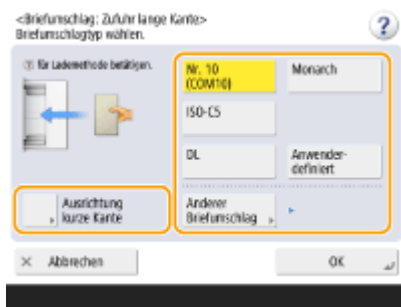 <Briefumschlag: Zufuhr lange Kante>
Briefumschlagtyp wählen.
?
? für Lademethode betätigen.
Nr. 10
(COM10)
Monarch
ISO-C5
DL
Anwender-
definiert
Ausrichtung
kurze Kante
Anderer
Briefumschlag
× Abbrechen
OK